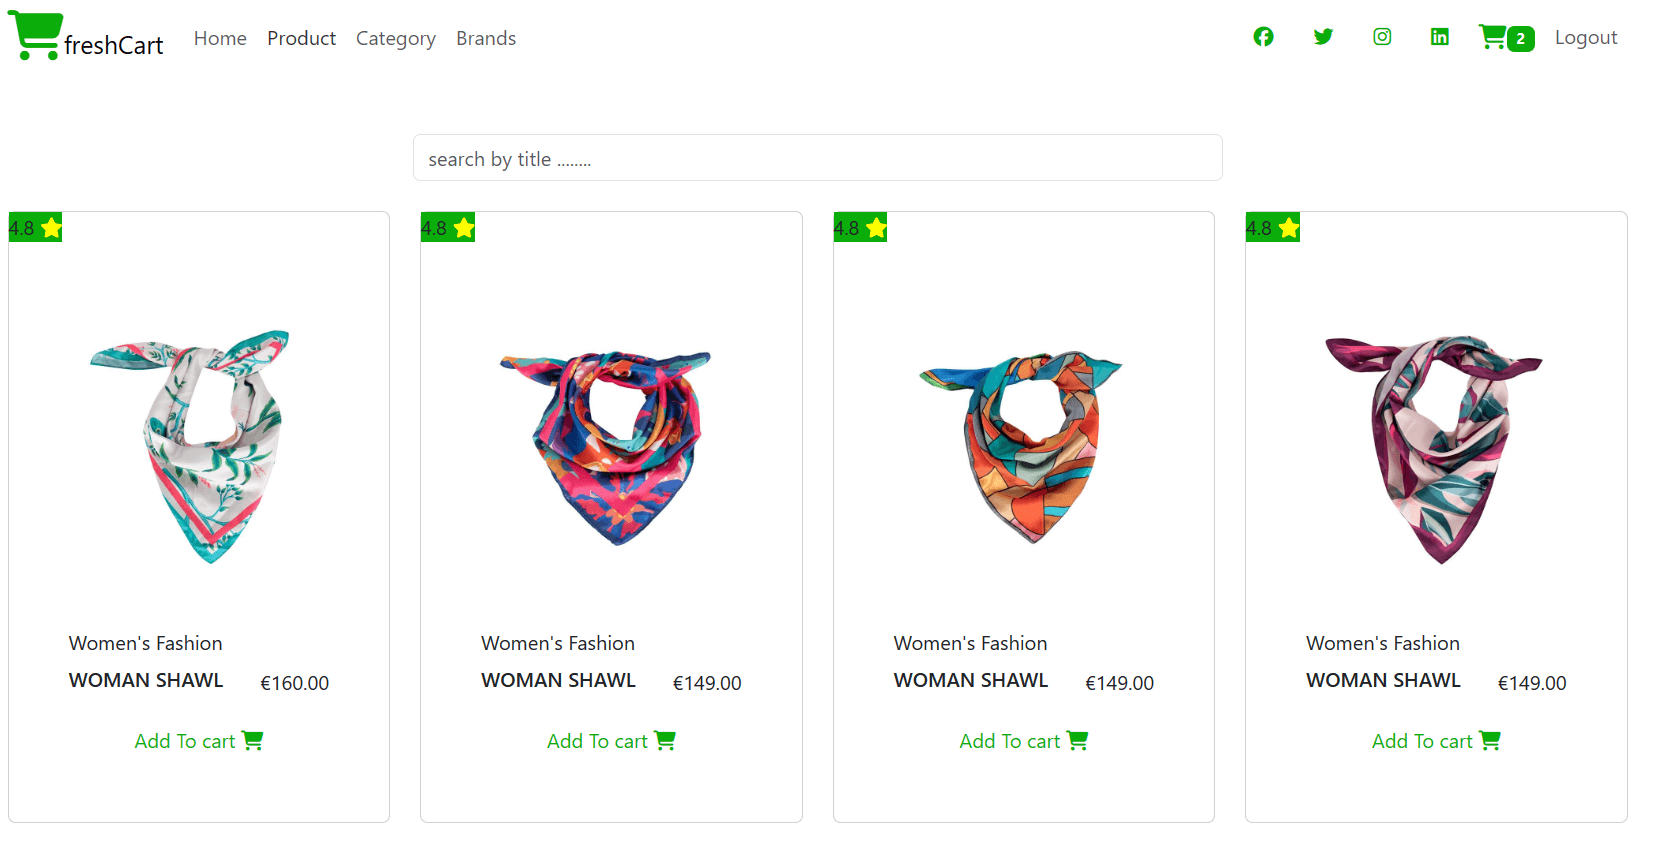 freshCart Home Product Category Brands 2 Logout
search by title ........
4.8 4.8 4.8 4.8
Women's Fashion Women's Fashion Women's Fashion Women's Fashion
WOMAN SHAWL €160.00 WOMAN SHAWL €149.00 WOMAN SHAWL €149.00 WOMAN SHAWL €149.00
Add To cart Add To cart Add To cart Add To cart